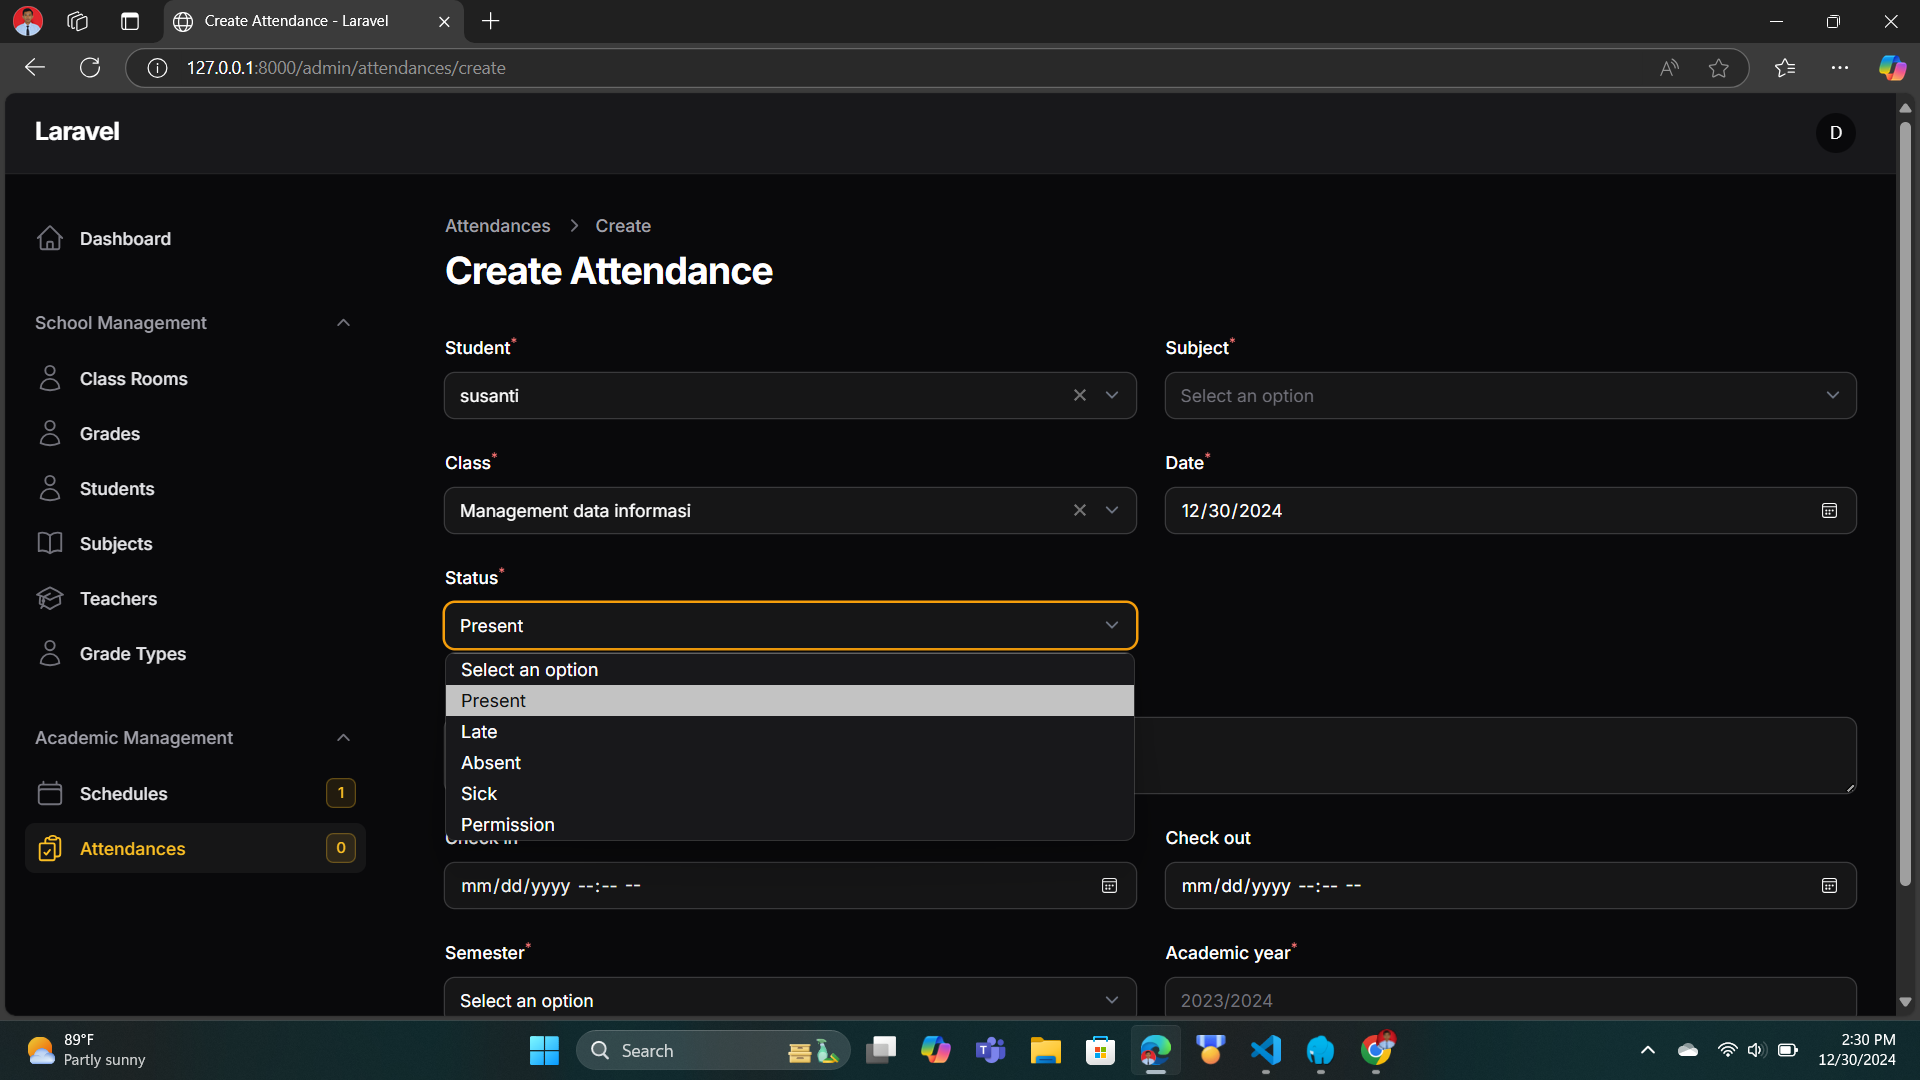 Create Attendance - Laravel
127.0.0.1:8000/admin/attendances/create
Laravel
D
Dashboard
School Management
Class Rooms
Grades
Students
Subjects
Teachers
Grade Types
Academic Management
Schedules 1
Attendances 0
Attendances > Create
Create Attendance
Student*
susanti
Subject*
Select an option
Class*
Management data informasi
Date*
12/30/2024
Status*
Present
Select an option
Present
Late
Absent
Sick
Permission
Check in
mm/dd/yyyy --:-- --
Check out
mm/dd/yyyy --:-- --
Semester*
Select an option
Academic year*
2023/2024
89°F
Partly sunny
Search
2:30 PM
12/30/2024